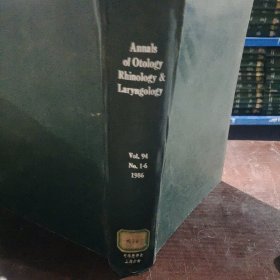 Annals
of Otology
Rhinology &
Laryngology
Vol. 94
No. 1-6
1986